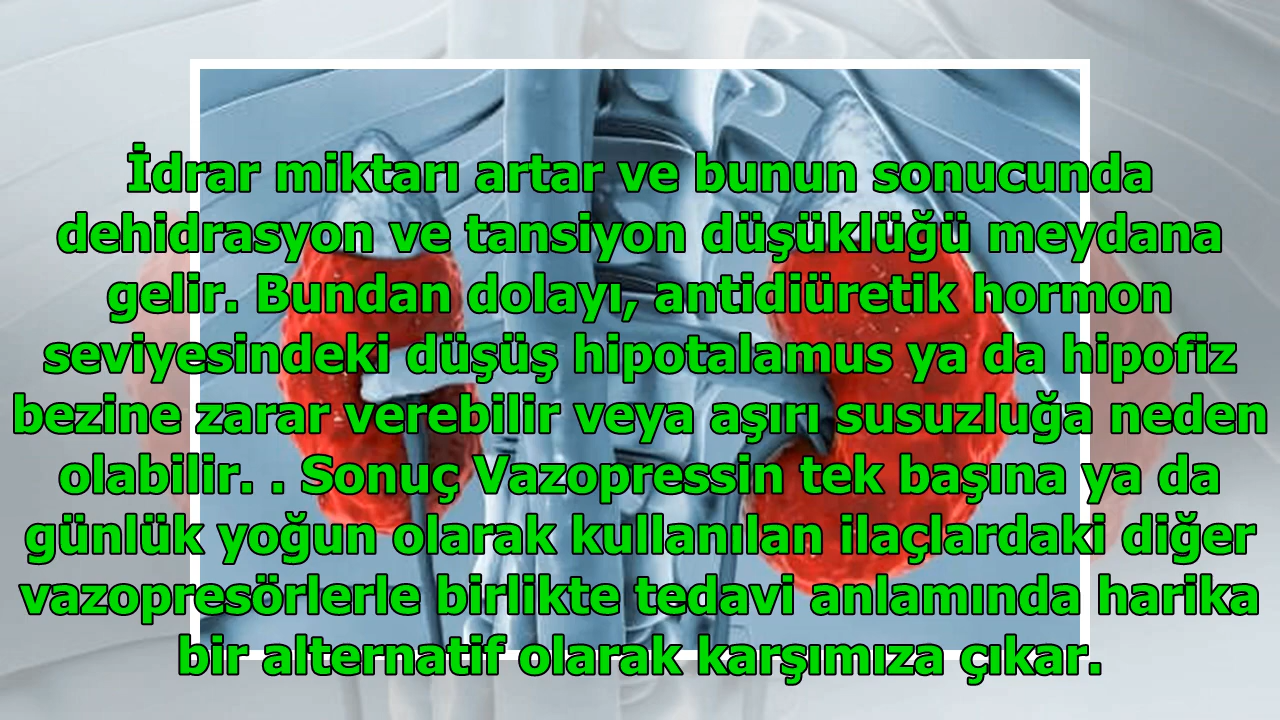 İdrar miktarı artar ve bunun sonucunda
dehidrasyon ve tansiyon düşüklüğü meydana
gelir. Bundan dolayı, antidiüretik hormon
seviyesindeki düşüş hipotalamus ya da hipofiz
bezine zarar verebilir veya aşırı susuzluğa neden
olabilir. . Sonuç Vazopressin tek başına ya da
günlük yoğun olarak kullanılan ilaçlardaki diğer
vazopresörlerle birlikte tedavi anlamında harika
bir alternatif olarak karşımıza çıkar.